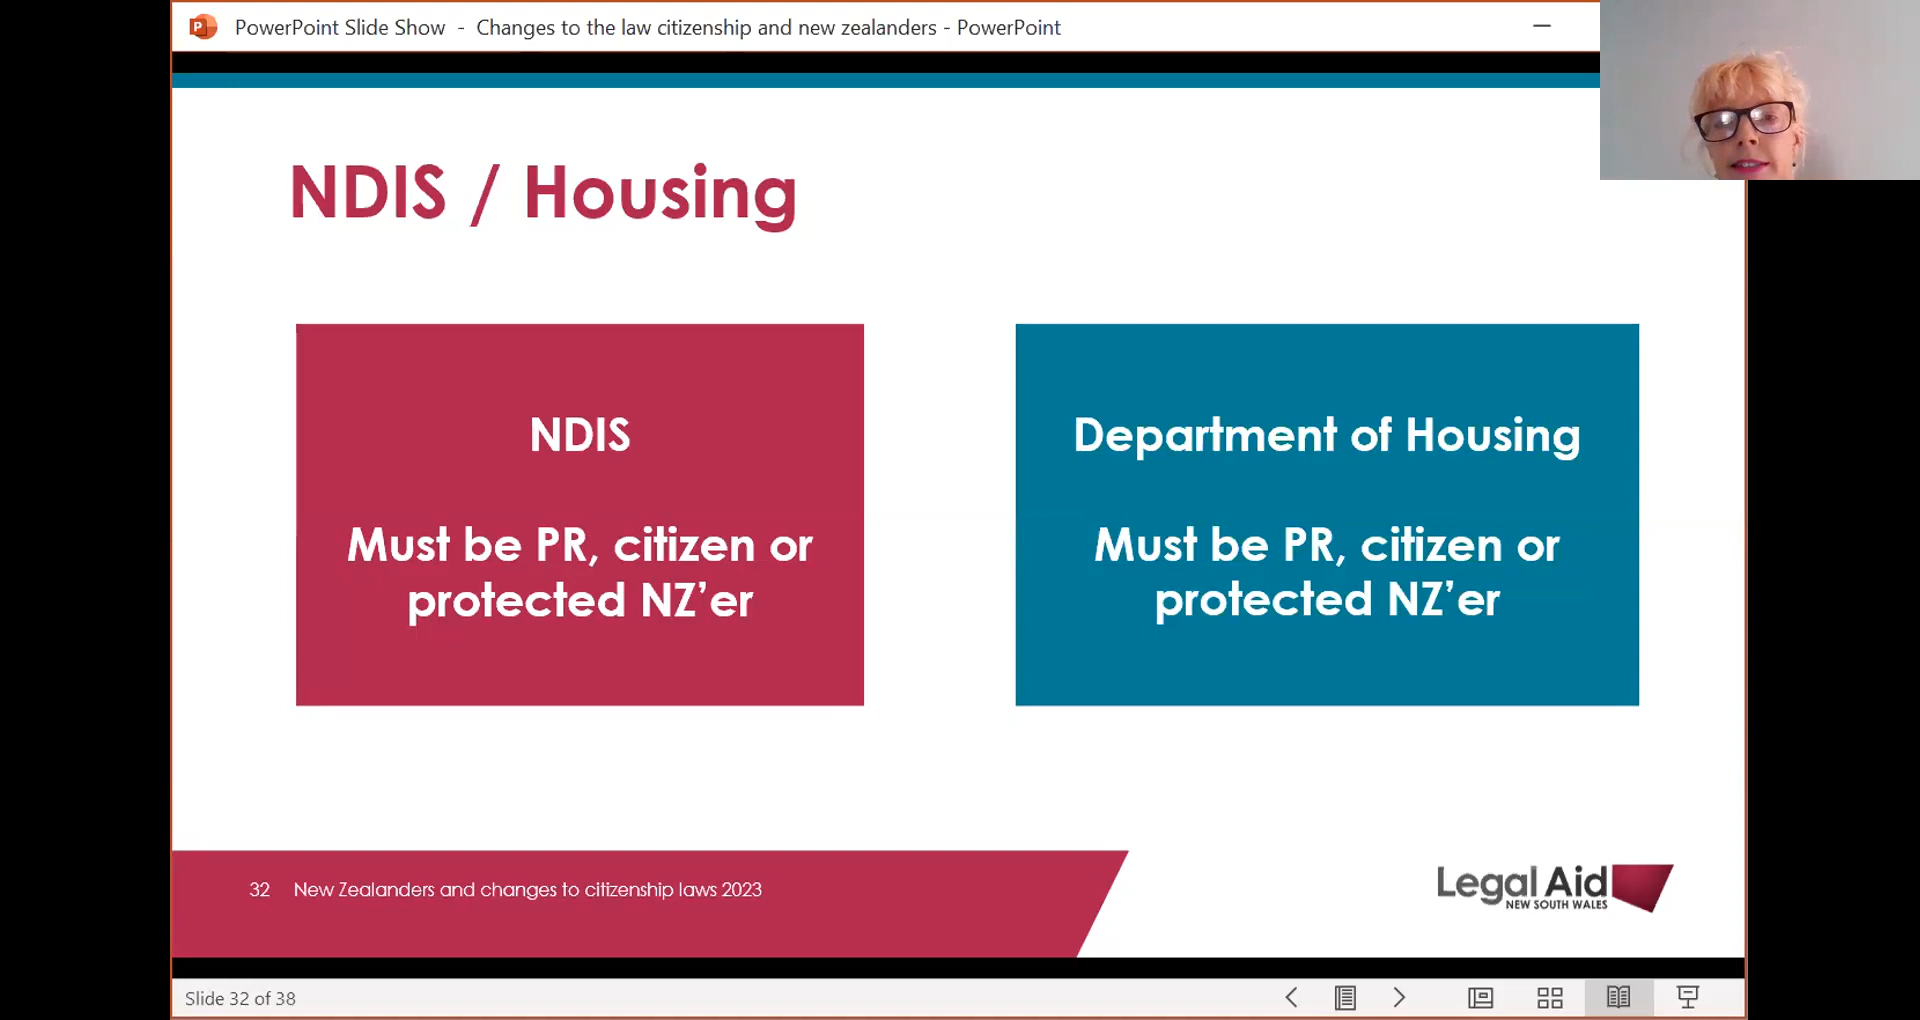 PowerPoint Slide Show - Changes to the law citizenship and new zealanders - PowerPoint
NDIS / Housing
NDIS
Must be PR, citizen or
protected NZ’er
Department of Housing
Must be PR, citizen or
protected NZ’er
32 New Zealanders and changes to citizenship laws 2023
Legal Aid
NEW SOUTH WALES
Slide 32 of 38